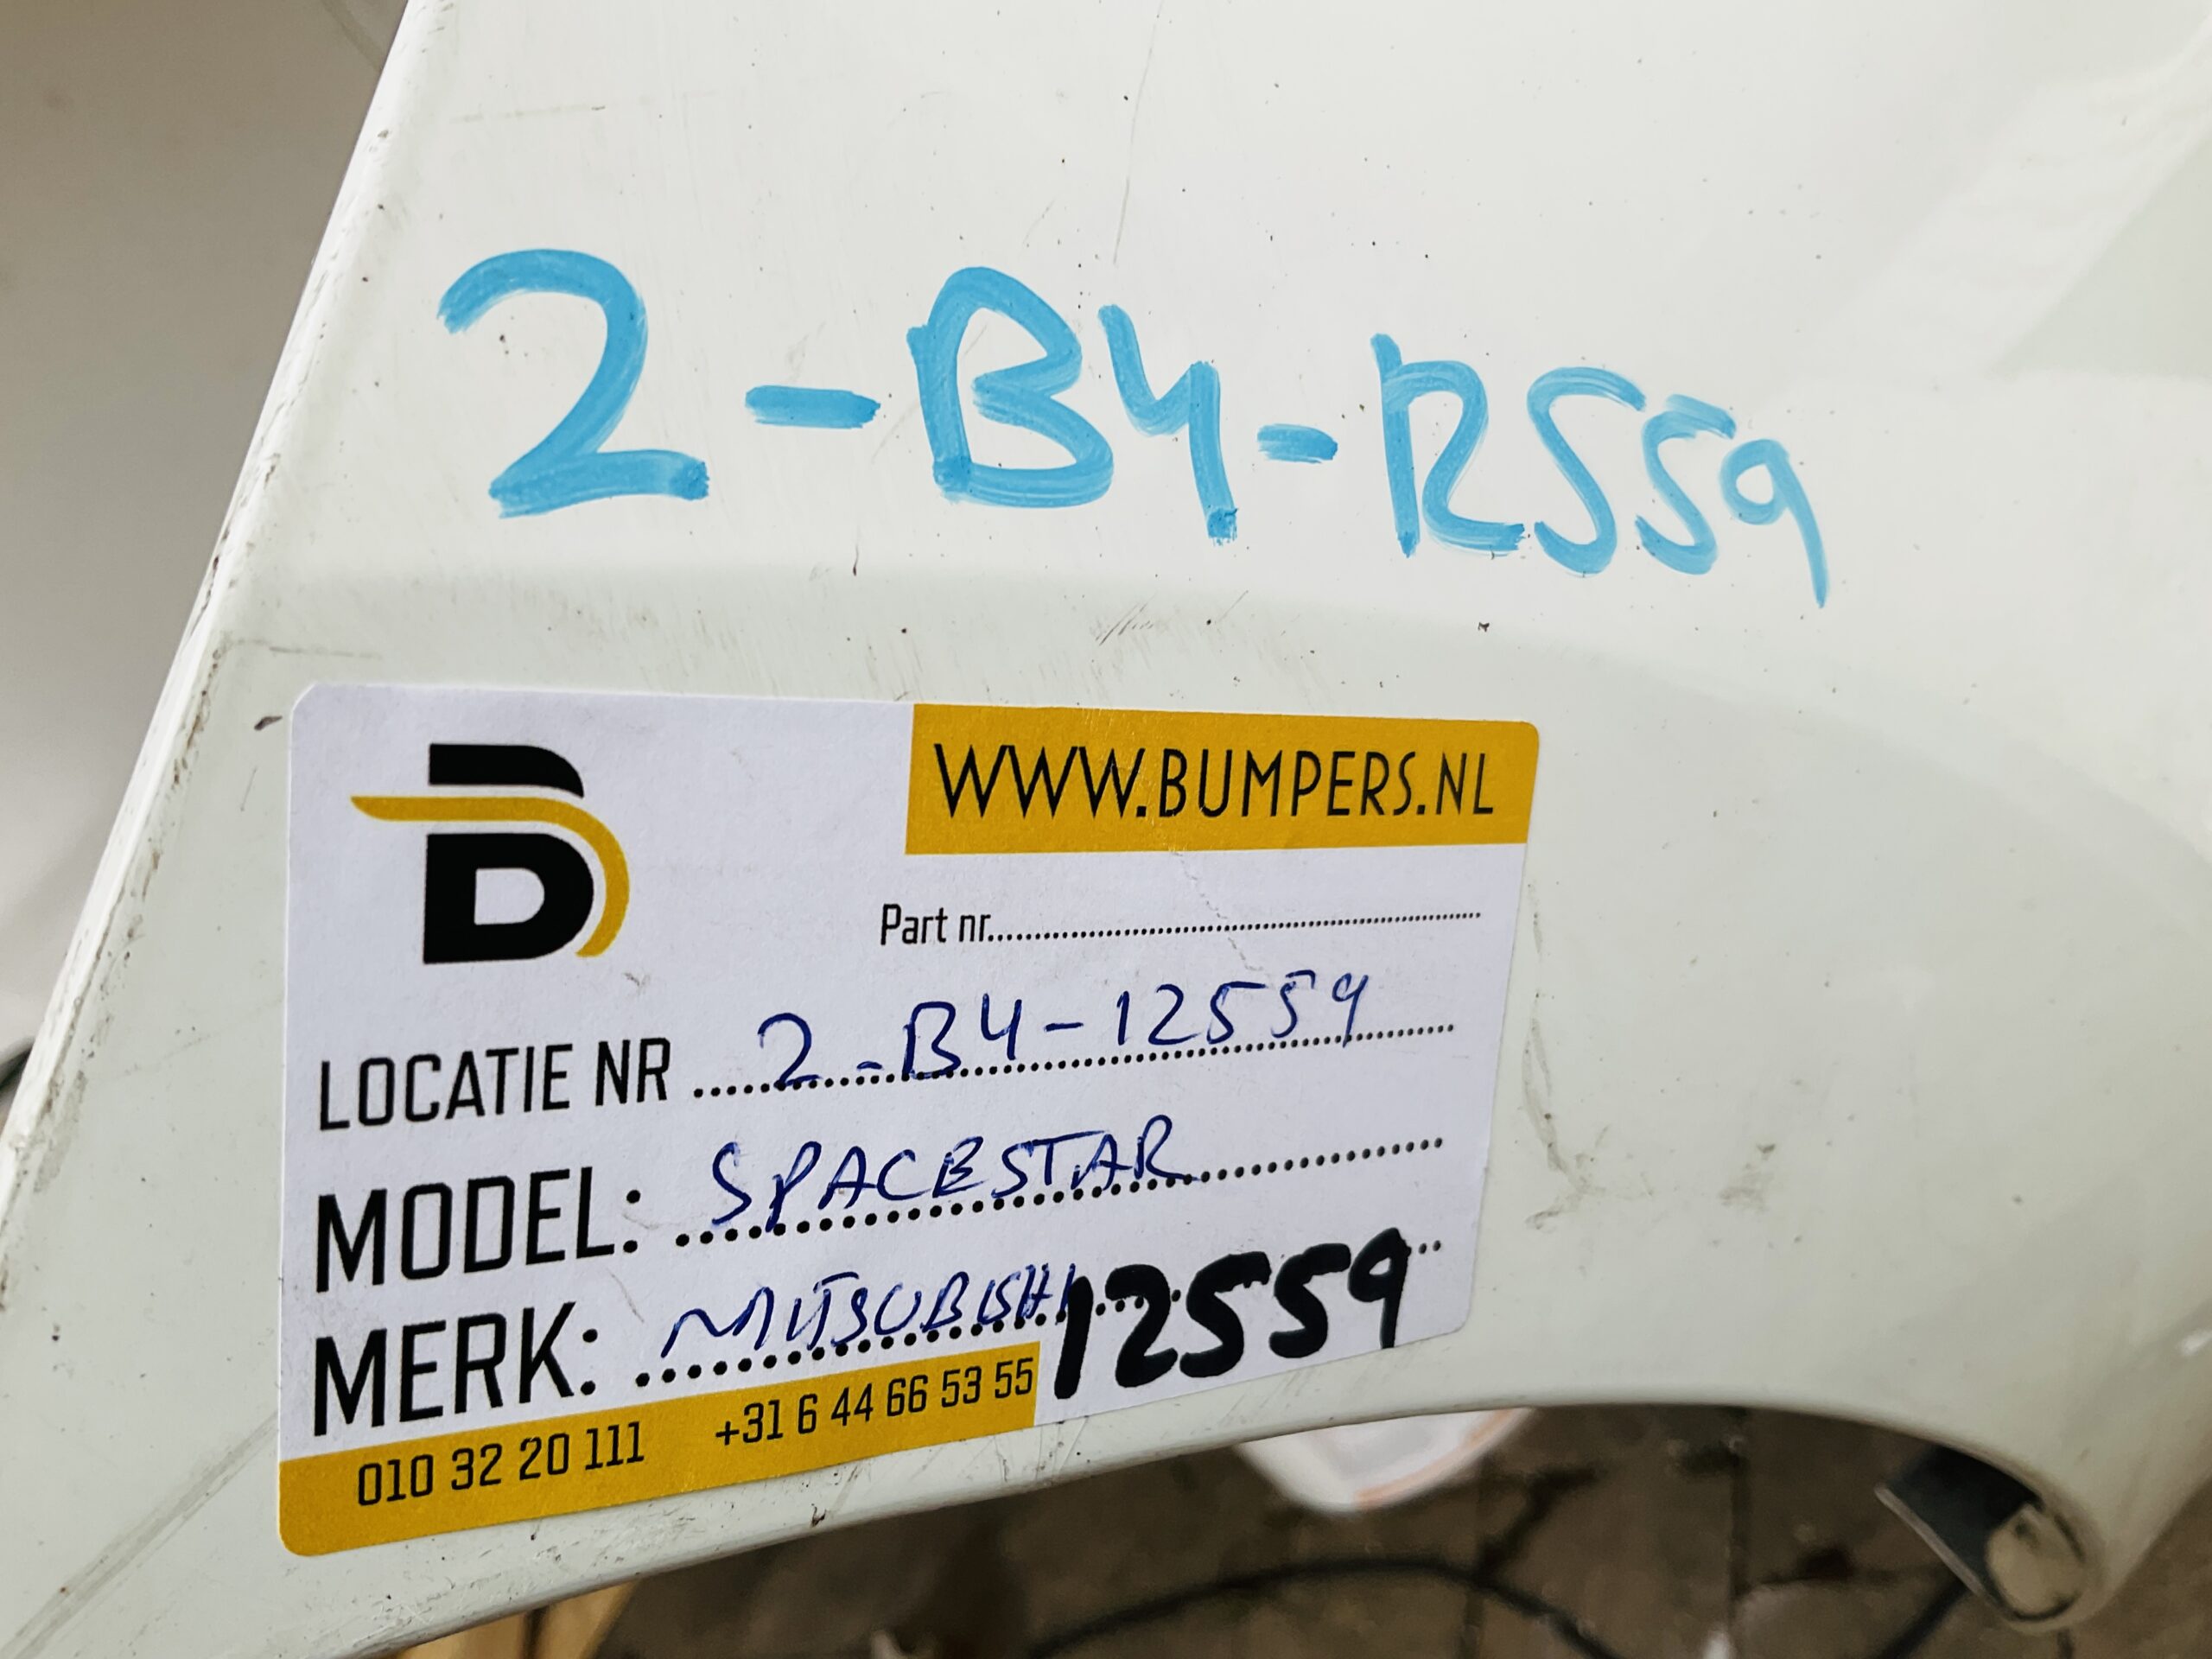 2-B4-12559
B
WWW.BUMPERS.NL
Part nr.
LOCATIE NR 2-B4-12559
MODEL: SPACESTAR
MERK: MITSUBISHI 12559
010 32 20 111 +31 6 44 66 53 55